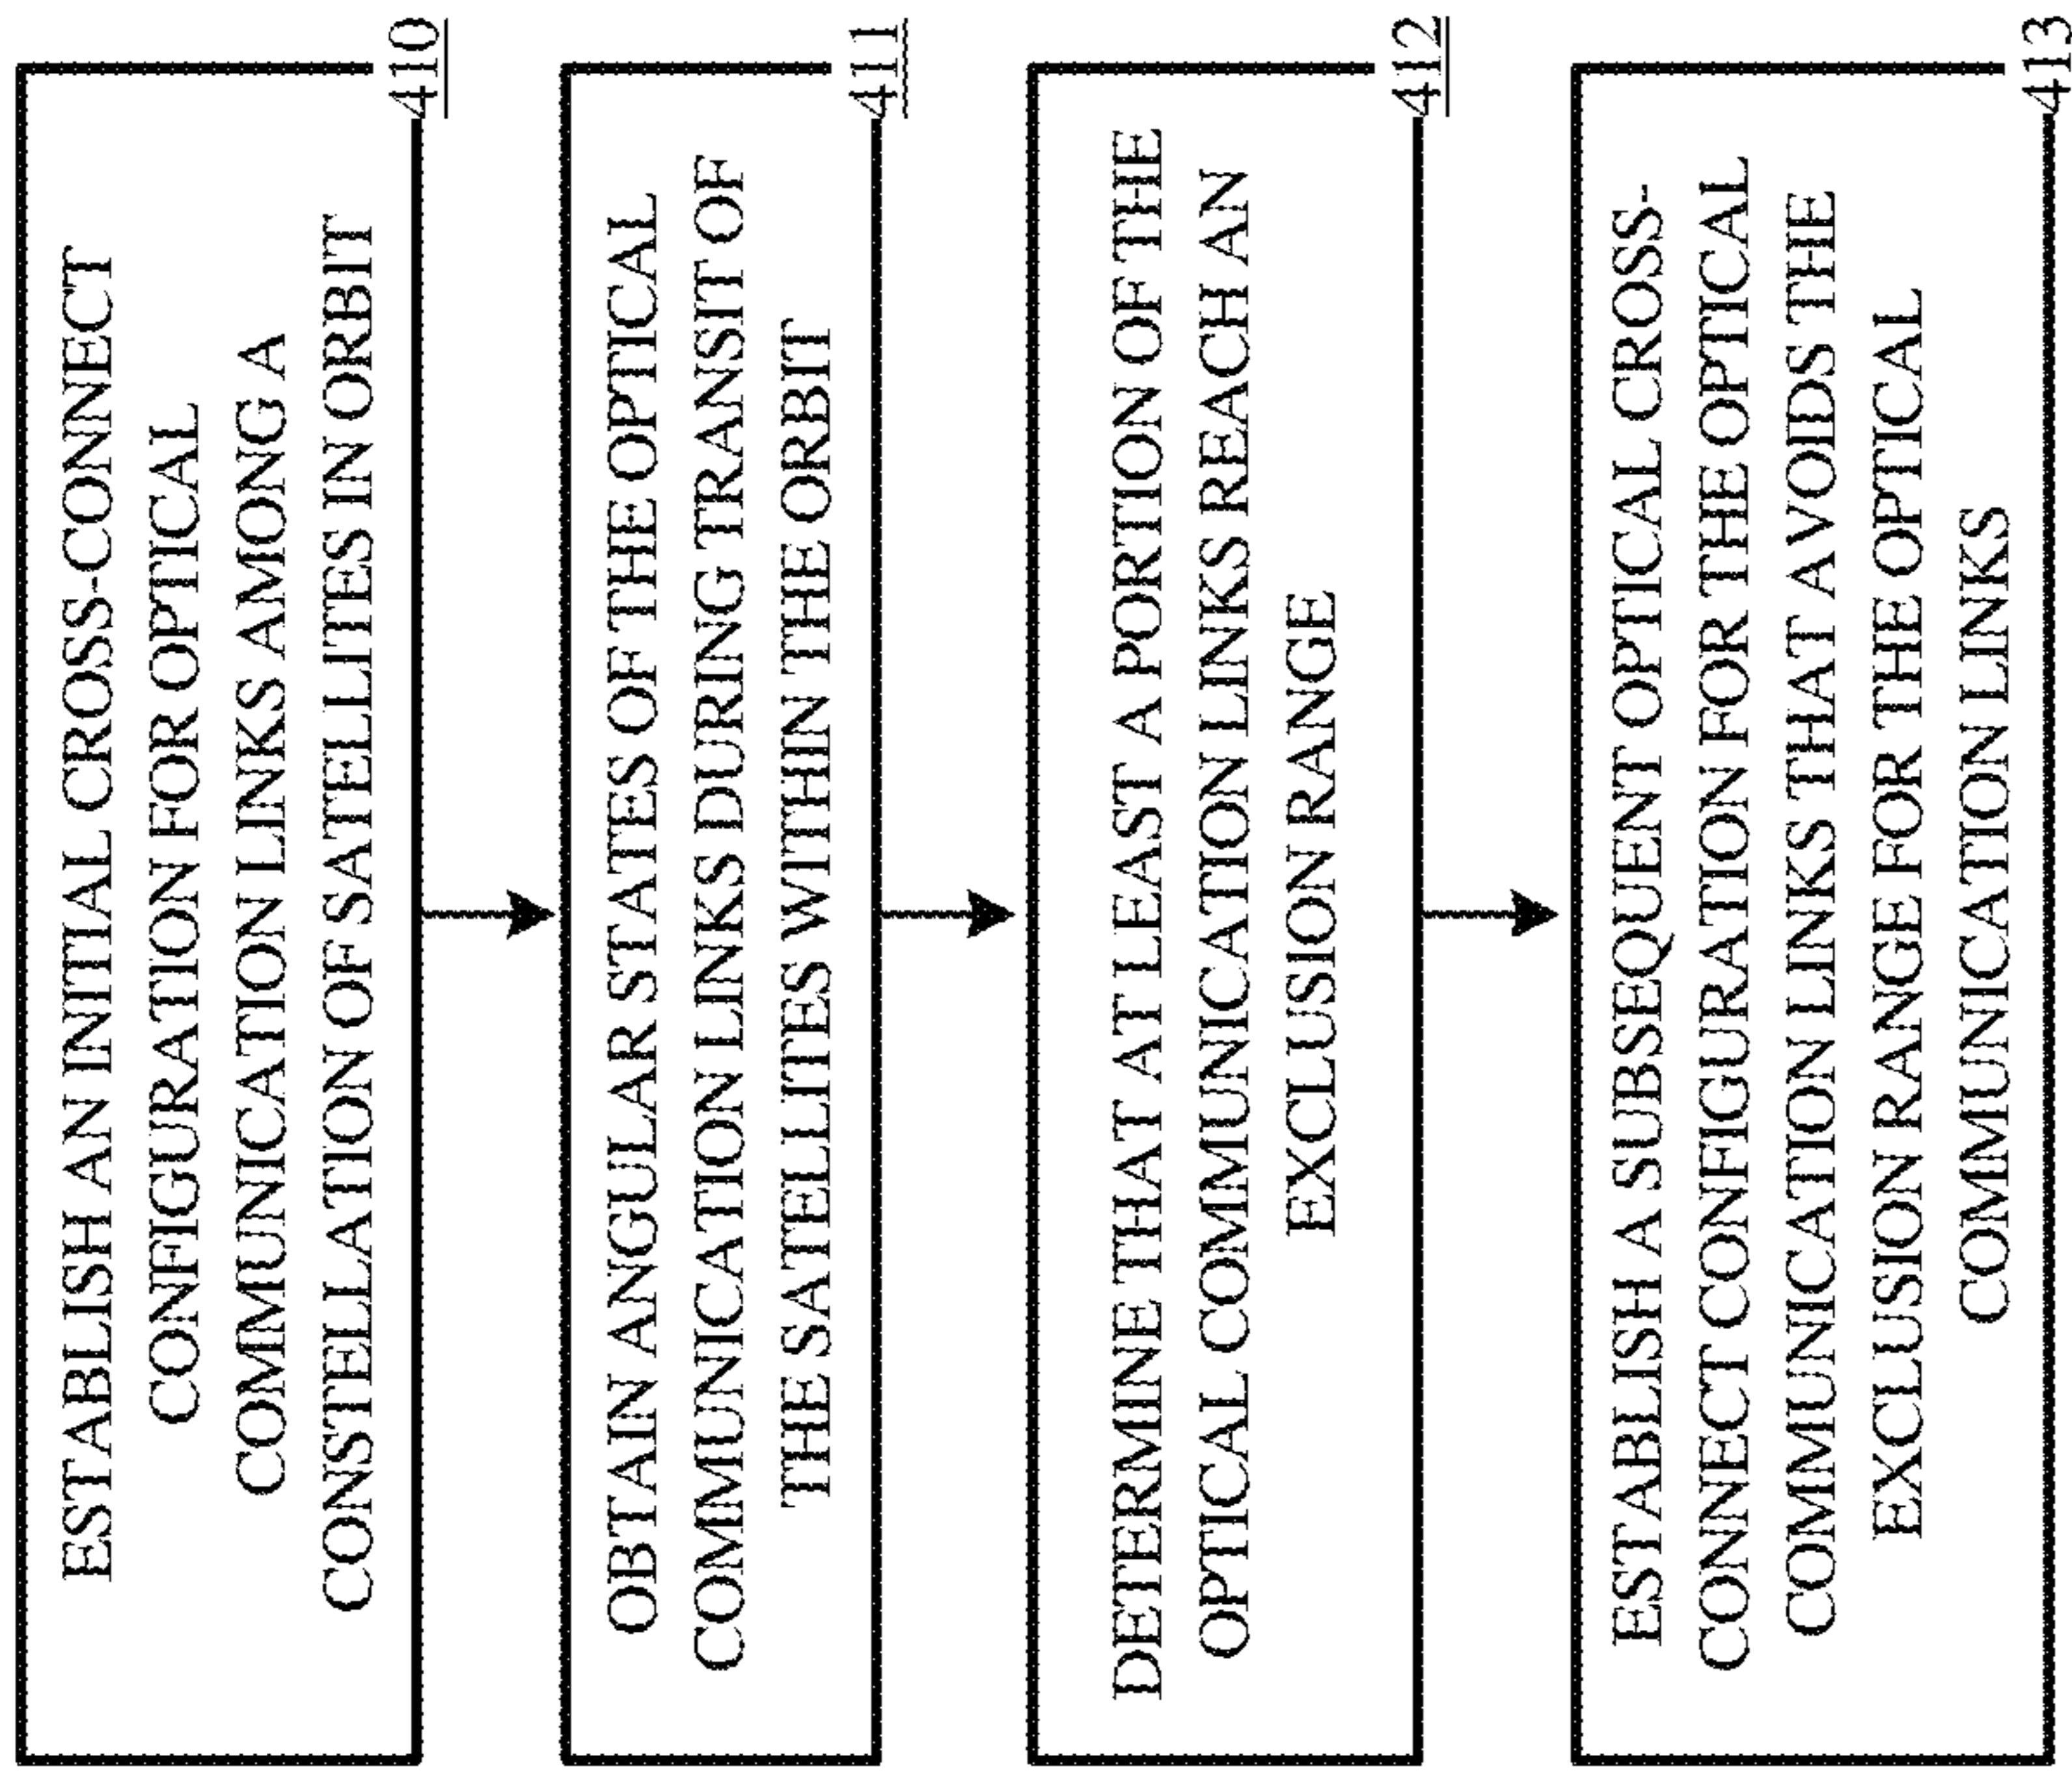 ESTABLISH AN INITIAL CROSS-CONNECT
CONFIGURATION FOR OPTICAL
COMMUNICATION LINKS AMONG A
CONSTELLATION OF SATELLITES IN ORBIT
410
OBTAIN ANGULAR STATES OF THE OPTICAL
COMMUNICATION LINKS DURING TRANSIT OF
THE SATELLITES WITHIN THE ORBIT
411
DETERMINE THAT AT LEAST A PORTION OF THE
OPTICAL COMMUNICATION LINKS REACH AN
EXCLUSION RANGE
412
ESTABLISH A SUBSEQUENT OPTICAL CROSS-
CONNECT CONFIGURATION FOR THE OPTICAL
COMMUNICATION LINKS THAT AVOIDS THE
EXCLUSION RANGE FOR THE OPTICAL
COMMUNICATION LINKS
413